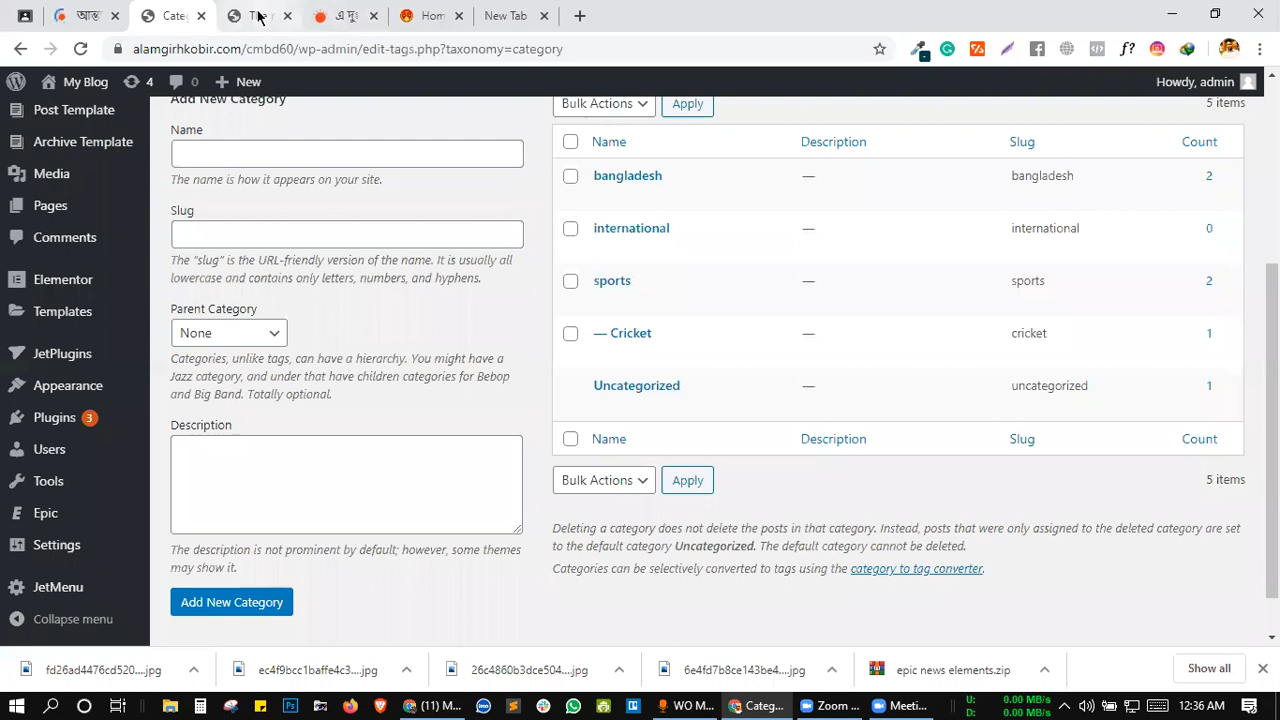 আন্ত
Categ
The
এ দু
Hom
New Tab
alamgirhkobir.com/cmbd60/wp-admin/edit-tags.php?taxonomy=category
f?
My Blog
4
0
New
Howdy, admin
Post Template
Archive Template
Media
Pages
Comments
Elementor
Templates
JetPlugins
Appearance
Plugins 3
Users
Tools
Epic
Settings
JetMenu
Collapse menu
Add New Category
Name
The name is how it appears on your site.
Slug
The “slug” is the URL-friendly version of the name. It is usually all
lowercase and contains only letters, numbers, and hyphens.
Parent Category
None
Categories, unlike tags, can have a hierarchy. You might have a
Jazz category, and under that have children categories for Bebop
and Big Band. Totally optional.
Description
The description is not prominent by default; however, some themes
may show it.
Add New Category
Bulk Actions Apply 5 items
Name Description Slug Count
bangladesh — bangladesh 2
international — international 0
sports — sports 2
— Cricket — cricket 1
Uncategorized — uncategorized 1
Name Description Slug Count
Bulk Actions Apply 5 items
Deleting a category does not delete the posts in that category. Instead, posts that were only assigned to the deleted category are set
to the default category Uncategorized. The default category cannot be deleted.
Categories can be selectively converted to tags using the category to tag converter.
fd26ad4476cd520....jpg
ec4f9bcc1baffe4c3....jpg
26c4860b3dce504....jpg
6e4fd7b8ce143be4....jpg
epic news elements.zip
Show all
(11) M...
WO M...
Categ...
Zoom ...
Meeti...
U: 0.00 MB/s
D: 0.00 MB/s
12:36 AM